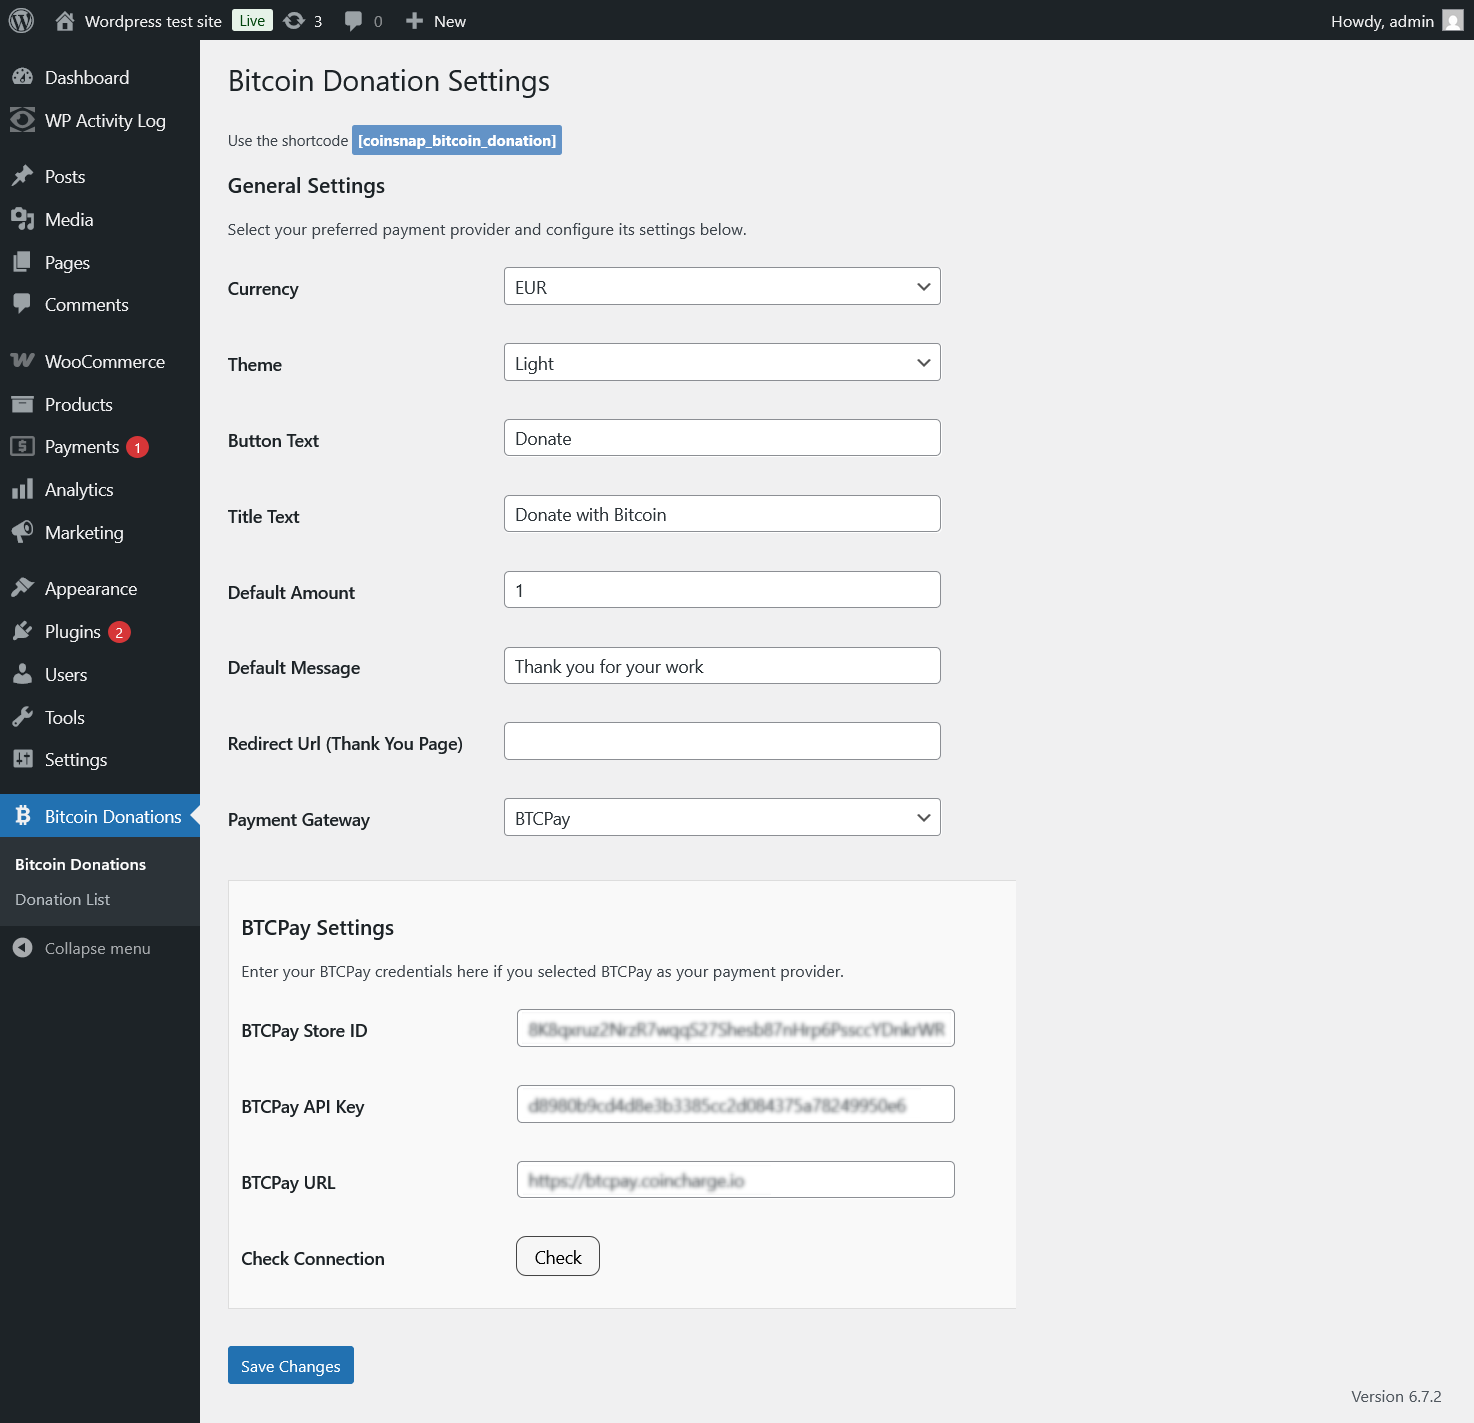 Wordpress test site Live 3 0 New Howdy, admin
Dashboard
WP Activity Log
Posts
Media
Pages
Comments
WooCommerce
Products
Payments 1
Analytics
Marketing
Appearance
Plugins 2
Users
Tools
Settings
Bitcoin Donations
Bitcoin Donations
Donation List
Collapse menu
Bitcoin Donation Settings
Use the shortcode [coinsnap_bitcoin_donation]
General Settings
Select your preferred payment provider and configure its settings below.
Currency EUR
Theme Light
Button Text Donate
Title Text Donate with Bitcoin
Default Amount 1
Default Message Thank you for your work
Redirect Url (Thank You Page)
Payment Gateway BTCPay
BTCPay Settings
Enter your BTCPay credentials here if you selected BTCPay as your payment provider.
BTCPay Store ID
BTCPay API Key
BTCPay URL
Check Connection Check
Save Changes
Version 6.7.2